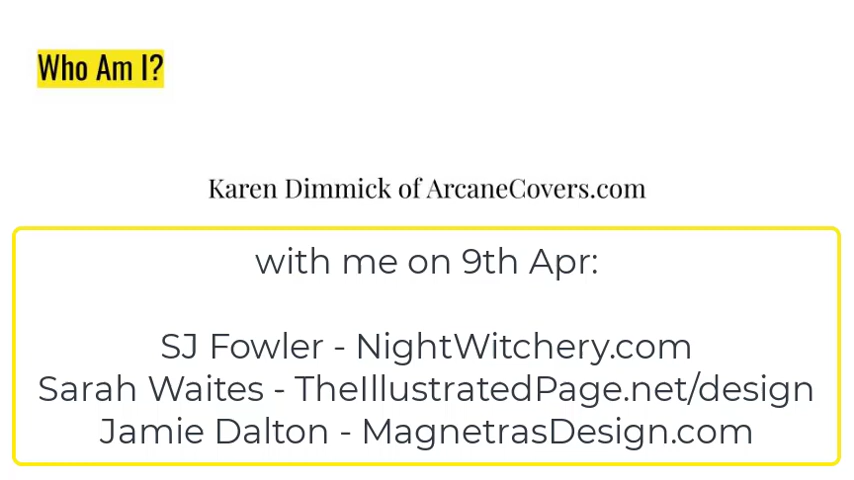 Who Am I?
Karen Dimmick of ArcaneCovers.com
with me on 9th Apr:
SJ Fowler - NightWitchery.com
Sarah Waites - TheIllustratedPage.net/design
Jamie Dalton - MagnetrasDesign.com